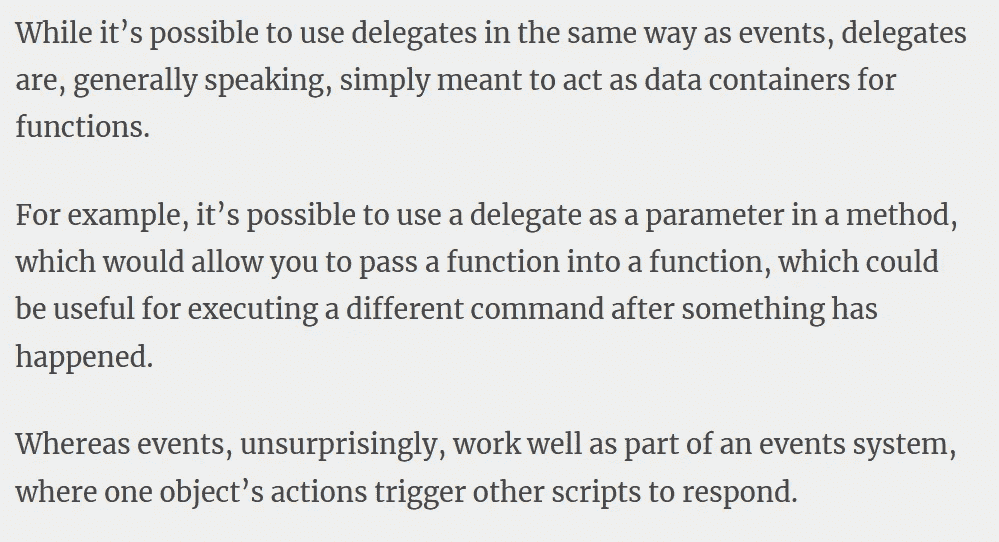 While it’s possible to use delegates in the same way as events, delegates
are, generally speaking, simply meant to act as data containers for
functions.
For example, it’s possible to use a delegate as a parameter in a method,
which would allow you to pass a function into a function, which could
be useful for executing a different command after something has
happened.
Whereas events, unsurprisingly, work well as part of an events system,
where one object’s actions trigger other scripts to respond.